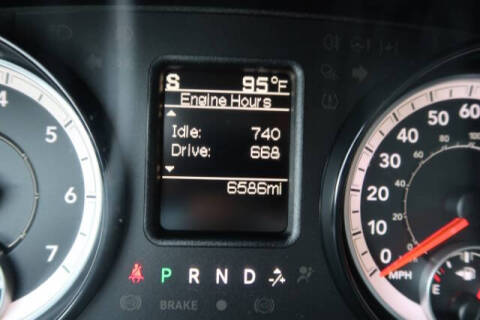 S 95°F
Engine Hours
Idle: 740
Drive: 668
6586mi
P R N D
BRAKE
4
5
6
7
0
10
20
30
40
50
60
MPH
E